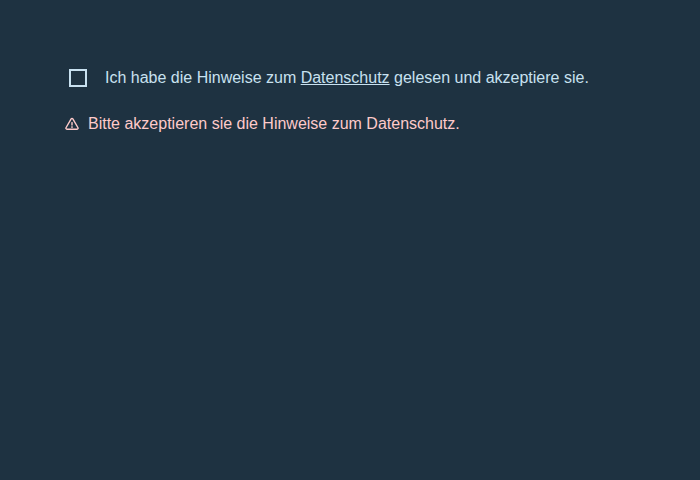 Ich habe die Hinweise zum Datenschutz gelesen und akzeptiere sie.
Bitte akzeptieren sie die Hinweise zum Datenschutz.